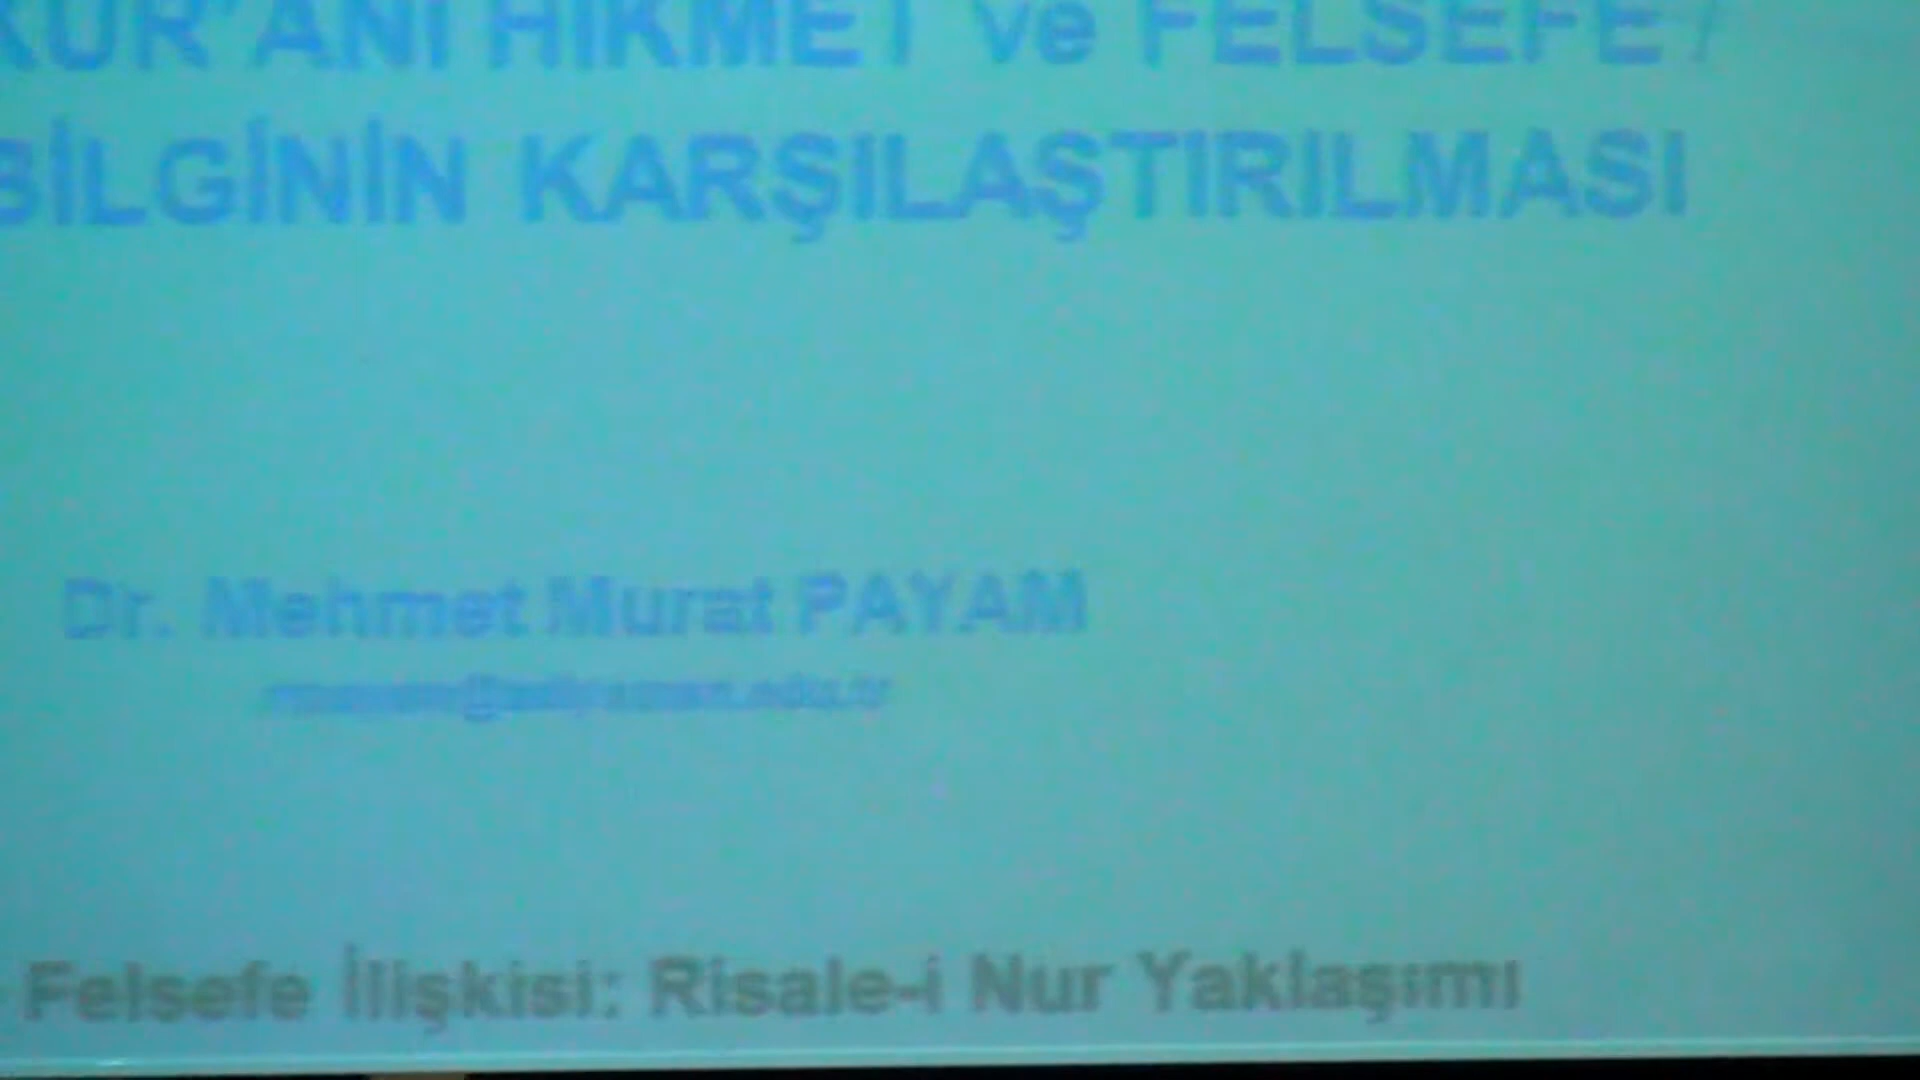 KUR'ANİ HİKMET ve FELSEFE /
BİLGİNİN KARŞILAŞTIRILMASI
Dr. Mehmet Murat PAYAM
Felsefe İlişkisi: Risale-i Nur Yaklaşımı